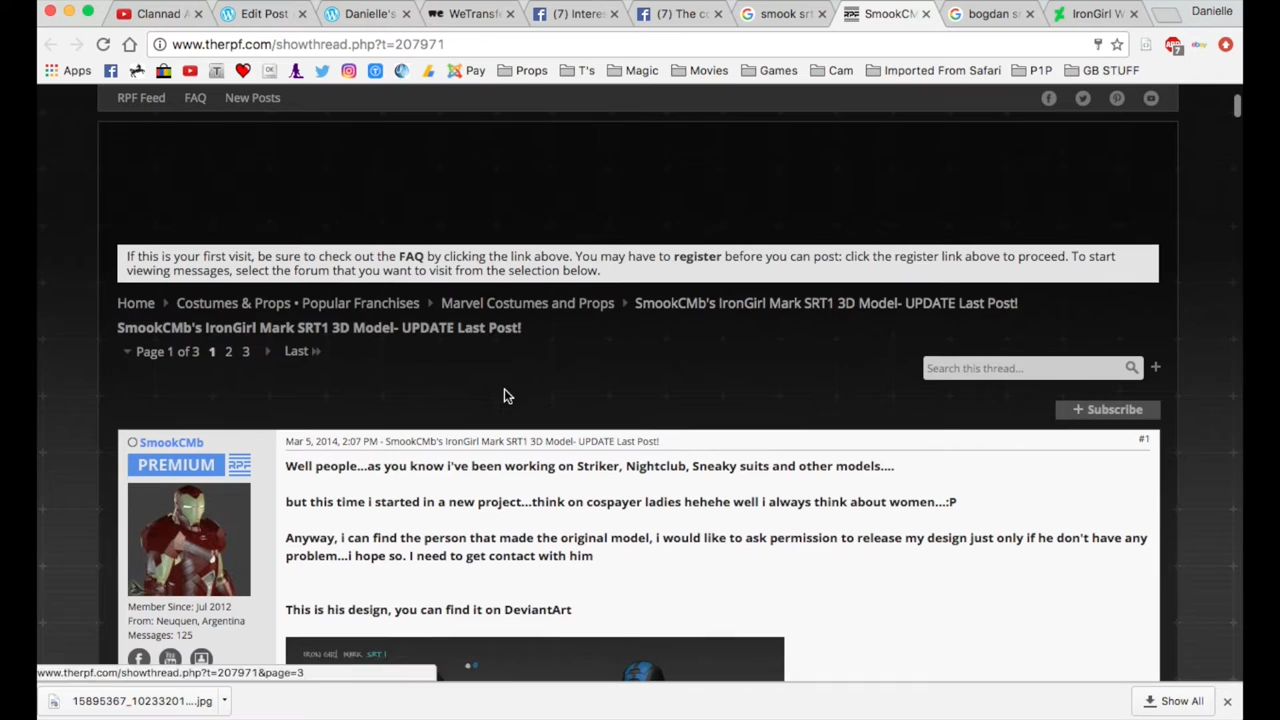 Clannad A
Edit Post
Danielle's
WeTransf
(7) Interes
(7) The co
smook srt
SmookCM
bogdan s
IronGirl W
Danielle
www.therpf.com/showthread.php?t=207971
Apps
Pay
Props
T's
Magic
Movies
Games
Cam
Imported From Safari
P1P
GB STUFF
RPF Feed FAQ New Posts
If this is your first visit, be sure to check out the FAQ by clicking the link above. You may have to register before you can post: click the register link above to proceed. To start
viewing messages, select the forum that you want to visit from the selection below.
Home Costumes & Props • Popular Franchises Marvel Costumes and Props SmookCMb's IronGirl Mark SRT1 3D Model- UPDATE Last Post!
SmookCMb's IronGirl Mark SRT1 3D Model- UPDATE Last Post!
Page 1 of 3 1 2 3 Last
Search this thread...
+ Subscribe
SmookCMb
PREMIUM RPF
Member Since: Jul 2012
From: Neuquen, Argentina
Messages: 125
Mar 5, 2014, 2:07 PM - SmookCMb's IronGirl Mark SRT1 3D Model- UPDATE Last Post! #1
Well people...as you know i've been working on Striker, Nightclub, Sneaky suits and other models....
but this time i started in a new project...think on cospayer ladies hehehe well i always think about women...:P
Anyway, i can find the person that made the original model, i would like to ask permission to release my design just only if he don't have any
problem...i hope so. I need to get contact with him
This is his design, you can find it on DeviantArt
IRON GIRL MARK SRT1
www.therpf.com/showthread.php?t=207971&page=3
15895367_10233201....jpg
Show All